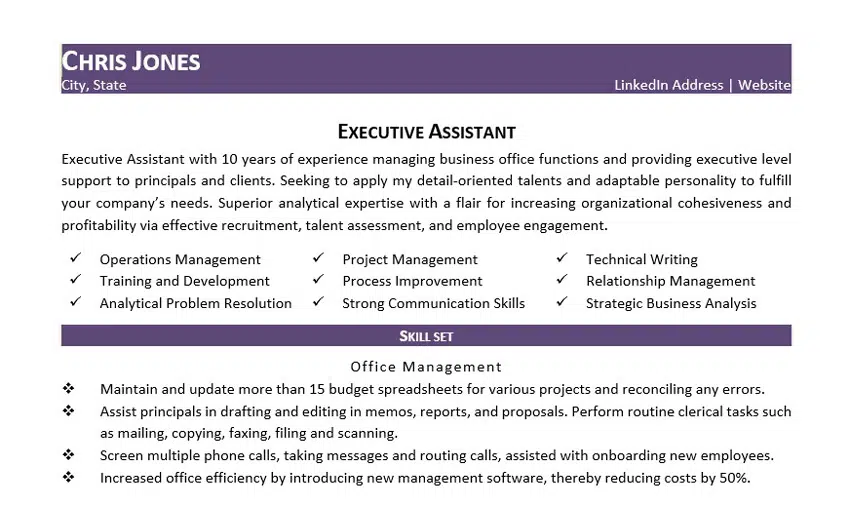 CHRIS JONES
City, State LinkedIn Address | Website
EXECUTIVE ASSISTANT
Executive Assistant with 10 years of experience managing business office functions and providing executive level
support to principals and clients. Seeking to apply my detail-oriented talents and adaptable personality to fulfill
your company’s needs. Superior analytical expertise with a flair for increasing organizational cohesiveness and
profitability via effective recruitment, talent assessment, and employee engagement.
✓ Operations Management ✓ Project Management ✓ Technical Writing
✓ Training and Development ✓ Process Improvement ✓ Relationship Management
✓ Analytical Problem Resolution ✓ Strong Communication Skills ✓ Strategic Business Analysis
SKILL SET
Office Management
❖ Maintain and update more than 15 budget spreadsheets for various projects and reconciling any errors.
❖ Assist principals in drafting and editing in memos, reports, and proposals. Perform routine clerical tasks such
as mailing, copying, faxing, filing and scanning.
❖ Screen multiple phone calls, taking messages and routing calls, assisted with onboarding new employees.
❖ Increased office efficiency by introducing new management software, thereby reducing costs by 50%.